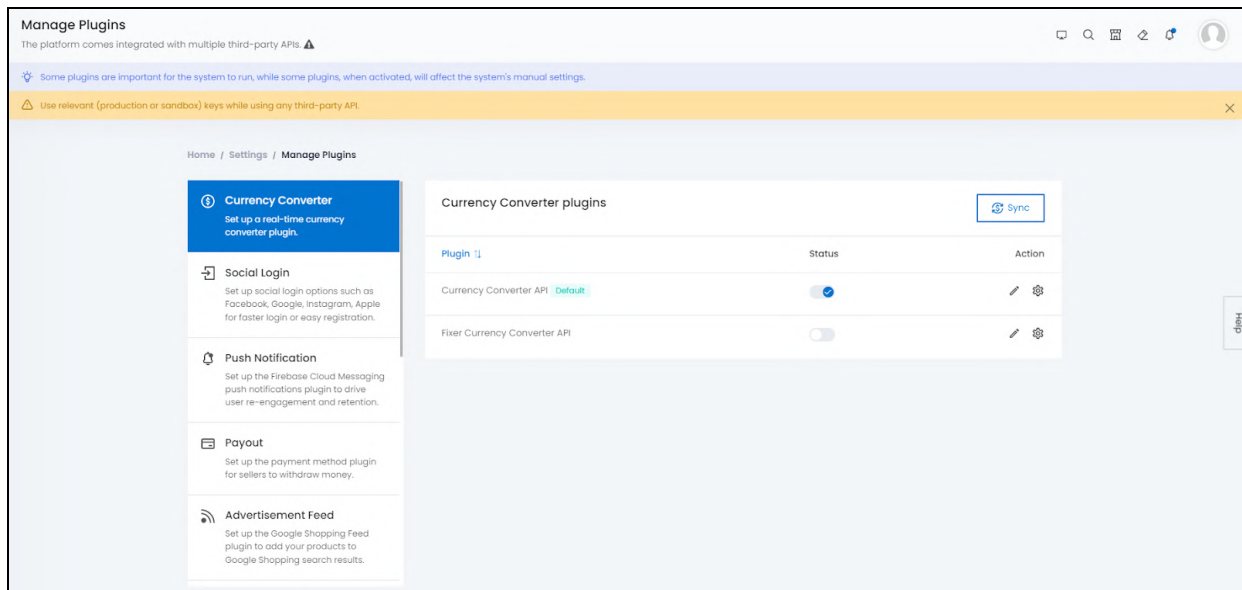 Manage Plugins
The platform comes integrated with multiple third-party APIs.
Some plugins are important for the system to run, while some plugins, when activated, will affect the system's manual settings.
Use relevant (production or sandbox) keys while using any third-party API.
Home / Settings / Manage Plugins
Currency Converter
Set up a real-time currency
converter plugin.
Social Login
Set up social login options such as
Facebook, Google, Instagram, Apple
for faster login or easy registration.
Push Notification
Set up the Firebase Cloud Messaging
push notifications plugin to drive
user re-engagement and retention.
Payout
Set up the payment method plugin
for sellers to withdraw money.
Advertisement Feed
Set up the Google Shopping Feed
plugin to add your products to
Google Shopping search results.
Currency Converter plugins
Sync
Plugin Status Action
Currency Converter API Default
Fixer Currency Converter API
Help